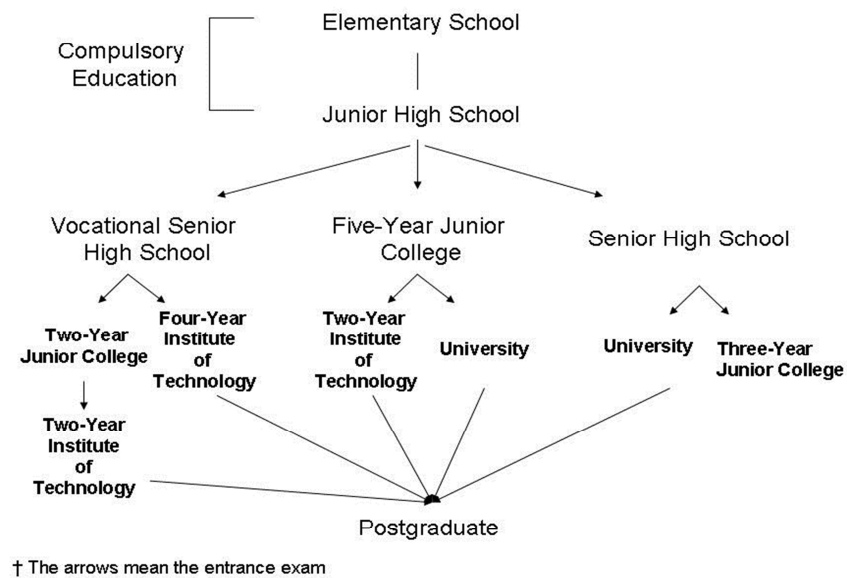 Elementary School
Compulsory
Education
Junior High School
Vocational Senior
High School
Five-Year Junior
College
Senior High School
Two-Year
Junior College
Four-Year
Institute
of
Technology
Two-Year
Institute
of
Technology
University
University
Three-Year
Junior College
Two-Year
Institute
of
Technology
Postgraduate
† The arrows mean the entrance exam